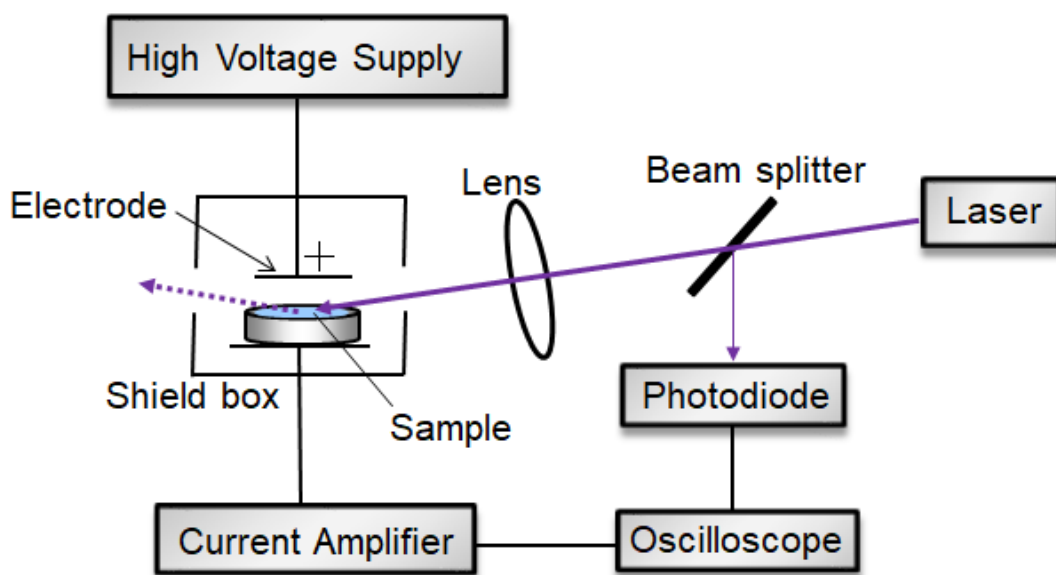 High Voltage Supply
Beam splitter
Lens
Laser
Electrode
+
Shield box
Sample
Photodiode
Current Amplifier
Oscilloscope